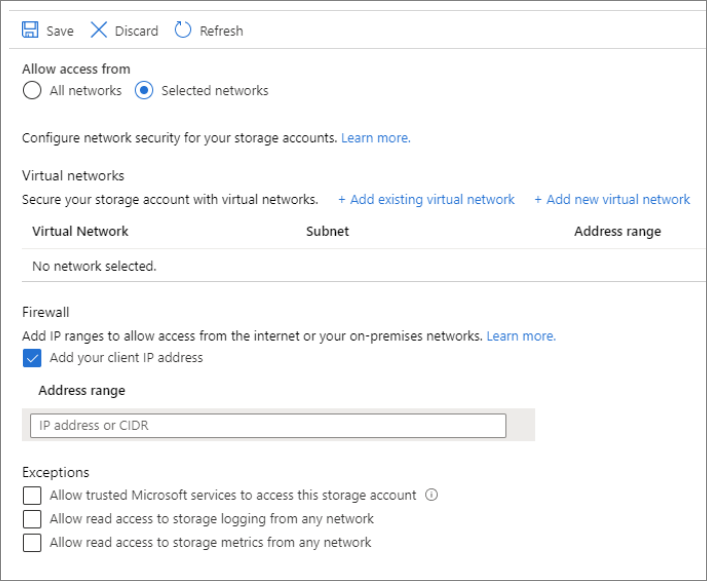 Save Discard Refresh
Allow access from
All networks Selected networks
Configure network security for your storage accounts. Learn more.
Virtual networks
Secure your storage account with virtual networks. + Add existing virtual network + Add new virtual network
Virtual Network Subnet Address range
No network selected.
Firewall
Add IP ranges to allow access from the internet or your on-premises networks. Learn more.
Add your client IP address
Address range
IP address or CIDR
Exceptions
Allow trusted Microsoft services to access this storage account
Allow read access to storage logging from any network
Allow read access to storage metrics from any network